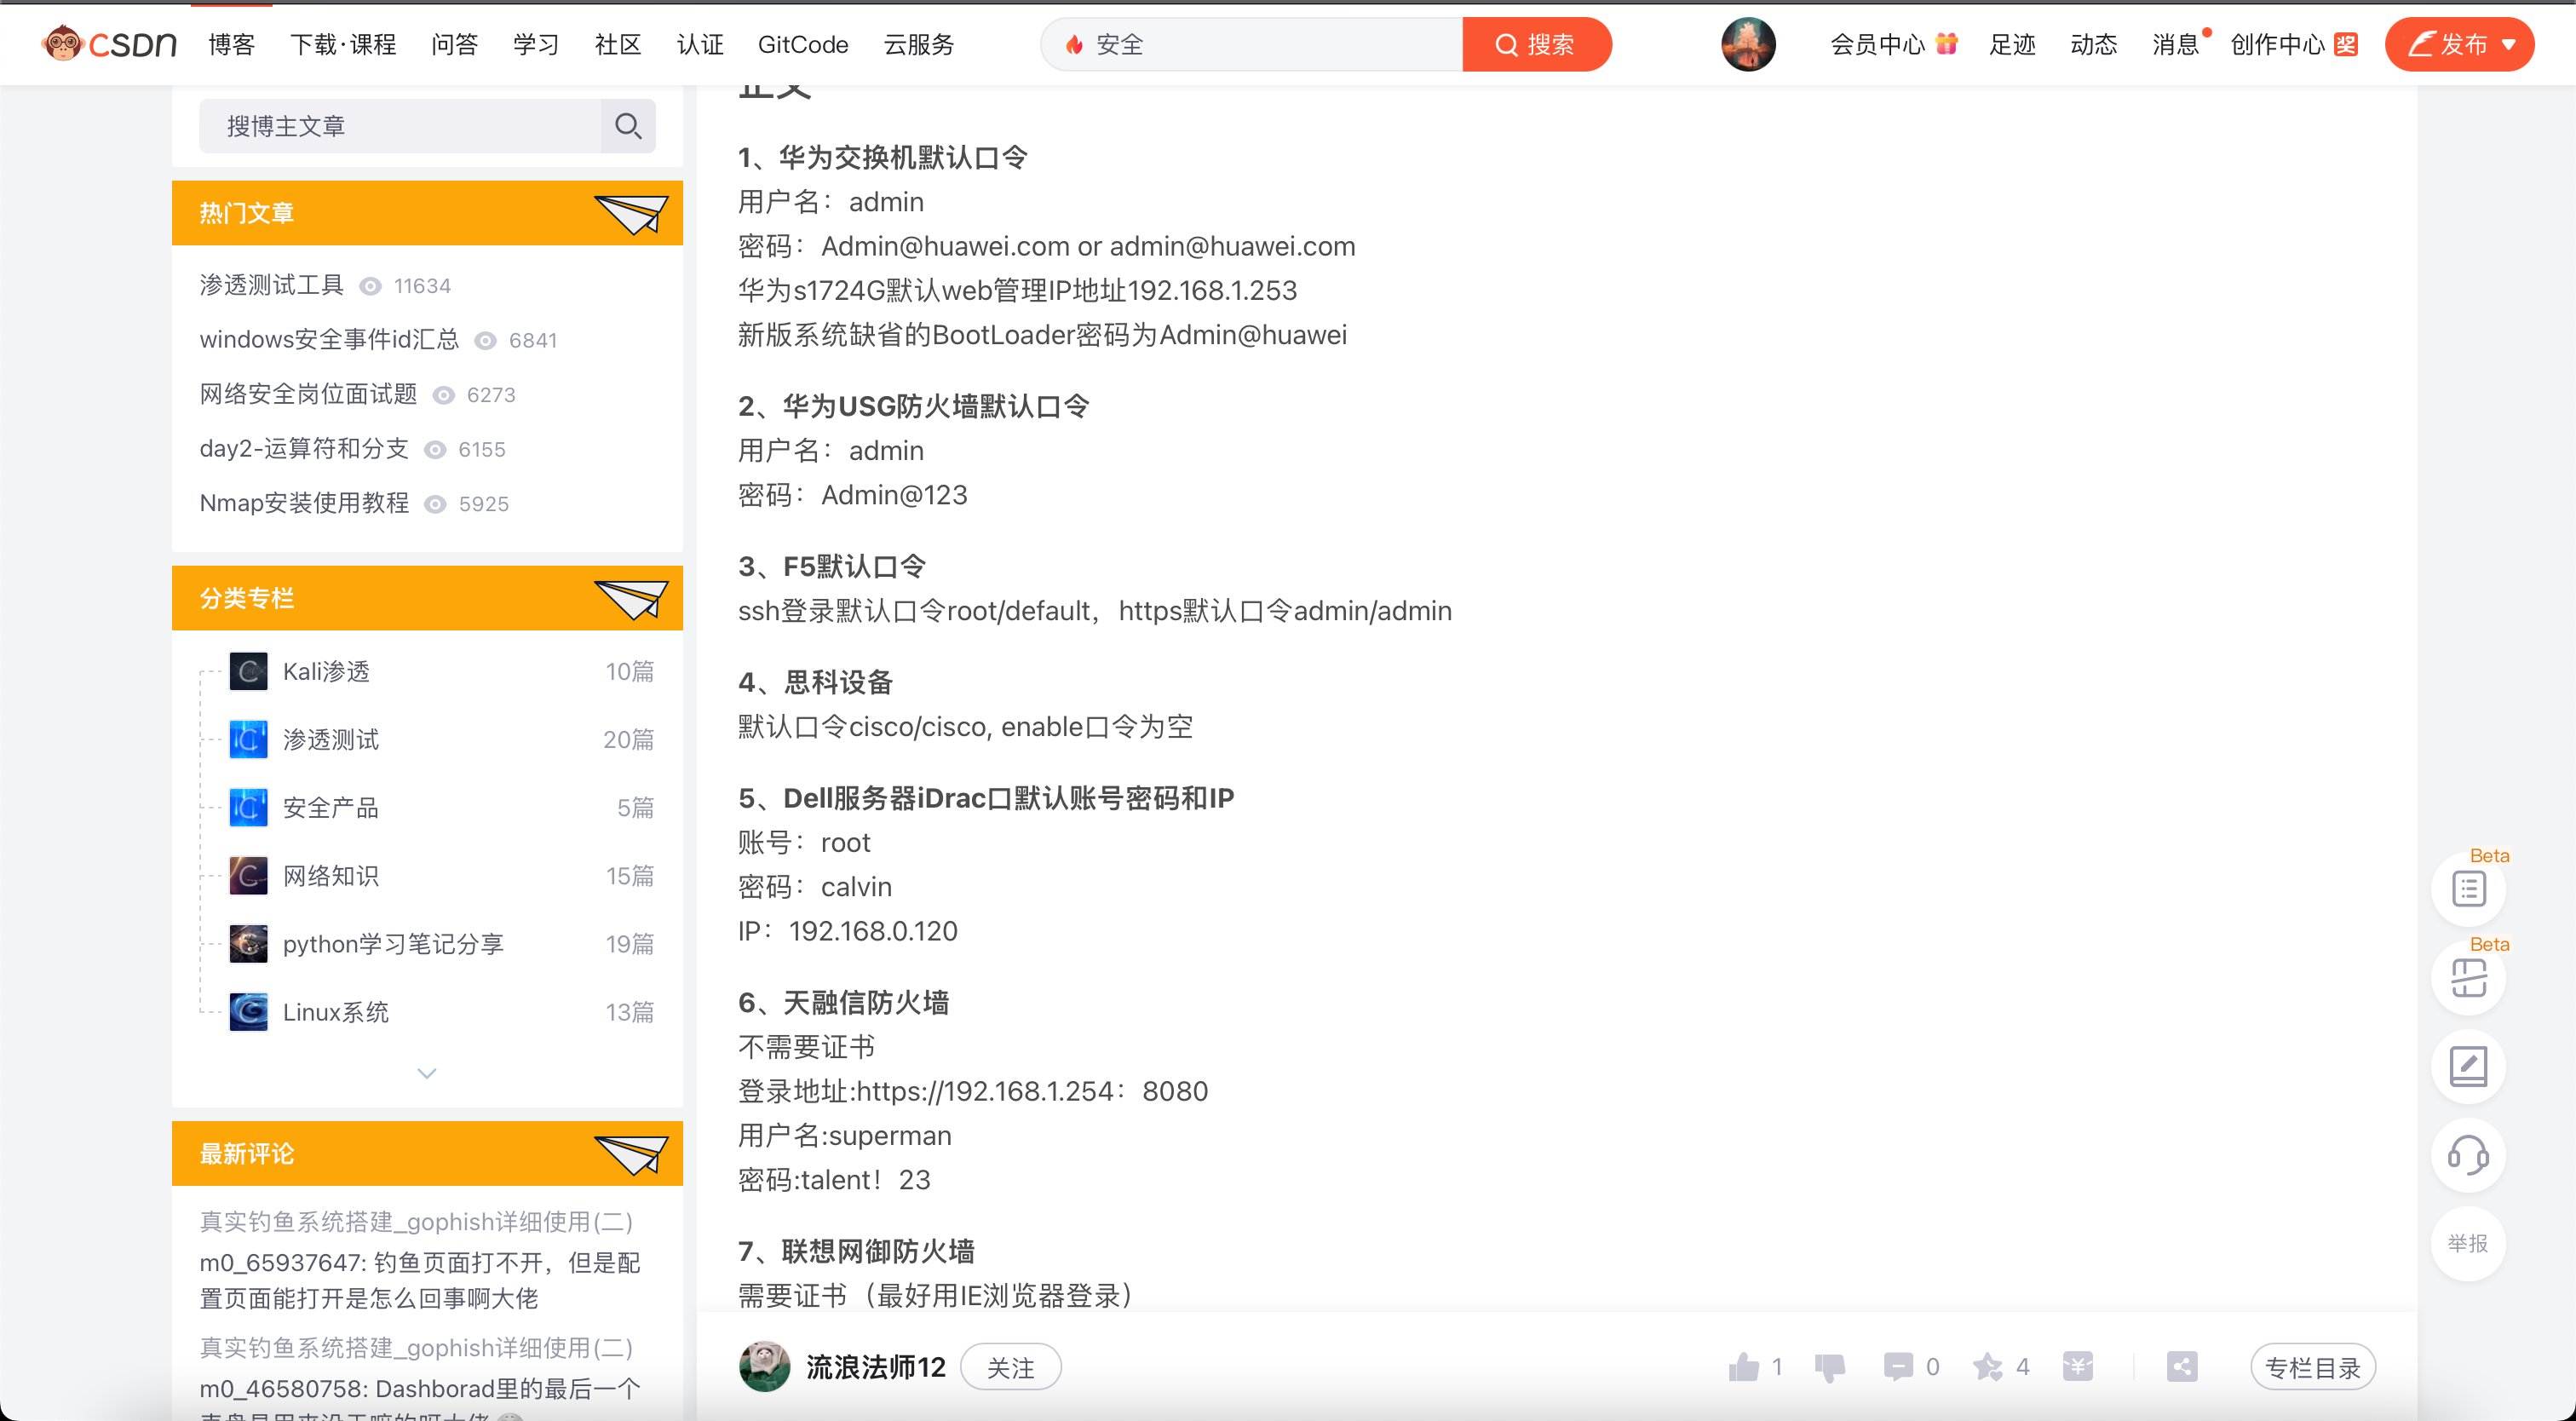 CSDN 博客 下载·课程 问答 学习 社区 认证 GitCode 云服务 安全 搜索 会员中心 足迹 动态 消息 创作中心 奖 发布
搜博主文章
热门文章
渗透测试工具 11634
windows安全事件id汇总 6841
网络安全岗位面试题 6273
day2-运算符和分支 6155
Nmap安装使用教程 5925
分类专栏
Kali渗透 10篇
渗透测试 20篇
安全产品 5篇
网络知识 15篇
python学习笔记分享 19篇
Linux系统 13篇
最新评论
真实钓鱼系统搭建_gophish详细使用(二)
m0_65937647: 钓鱼页面打不开，但是配
置页面能打开是怎么回事啊大佬
真实钓鱼系统搭建_gophish详细使用(二)
m0_46580758: Dashborad里的最后一个
正文
1、华为交换机默认口令
用户名：admin
密码：Admin@huawei.com or admin@huawei.com
华为s1724G默认web管理IP地址192.168.1.253
新版系统缺省的BootLoader密码为Admin@huawei
2、华为USG防火墙默认口令
用户名：admin
密码：Admin@123
3、F5默认口令
ssh登录默认口令root/default，https默认口令admin/admin
4、思科设备
默认口令cisco/cisco, enable口令为空
5、Dell服务器iDrac口默认账号密码和IP
账号：root
密码：calvin
IP：192.168.0.120
6、天融信防火墙
不需要证书
登录地址:https://192.168.1.254：8080
用户名:superman
密码:talent！23
7、联想网御防火墙
需要证书（最好用IE浏览器登录）
流浪法师12 关注 1 0 4 专栏目录
Beta
Beta
举报